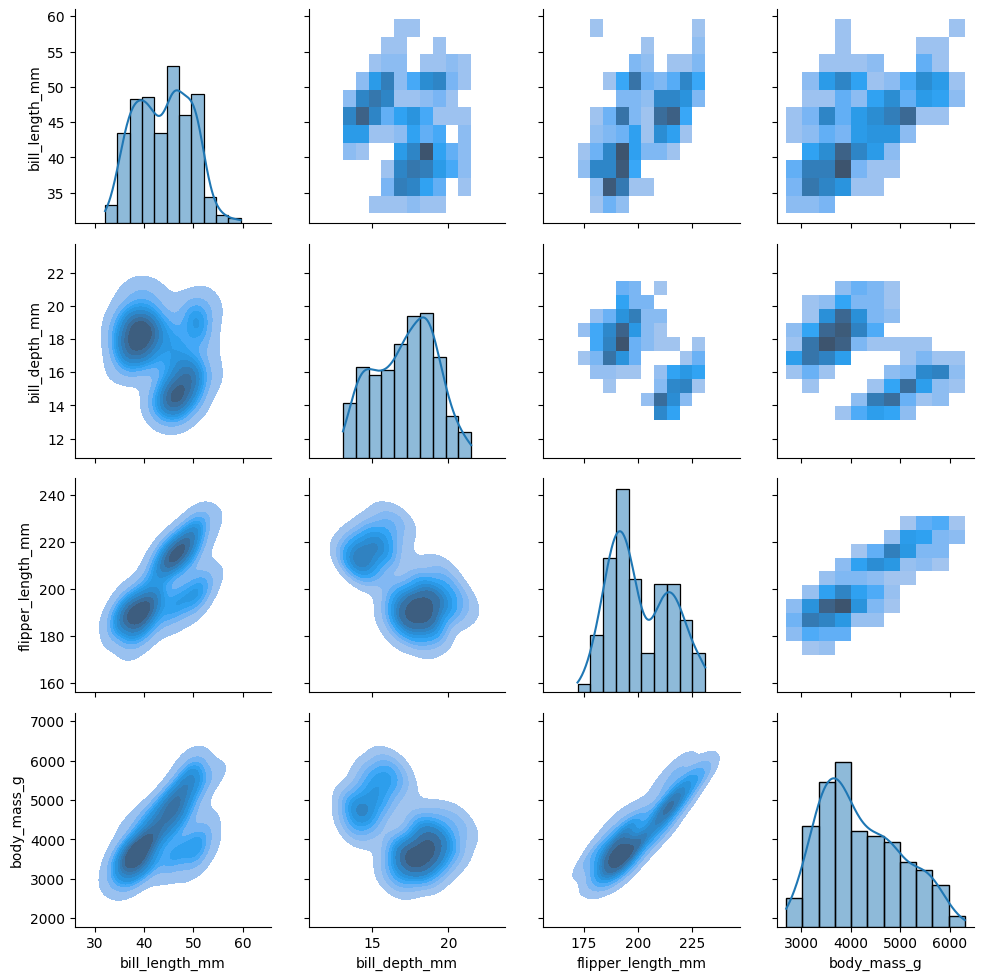 60
55
50
45
40
35
bill_length_mm
22
20
18
16
14
12
bill_depth_mm
240
220
200
180
160
flipper_length_mm
7000
6000
5000
4000
3000
2000
body_mass_g
30 40 50 60
bill_length_mm
15 20
bill_depth_mm
175 200 225
flipper_length_mm
3000 4000 5000 6000
body_mass_g